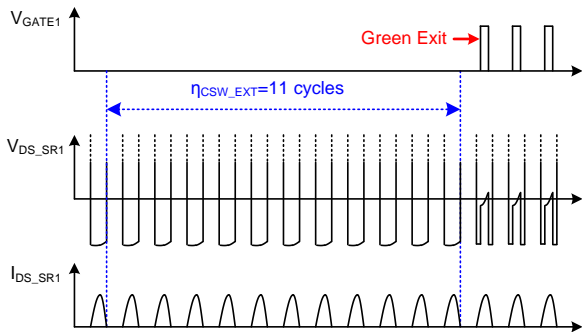 VGATE1
Green Exit
ηCSW_EXT=11 cycles
VDS_SR1
IDS_SR1